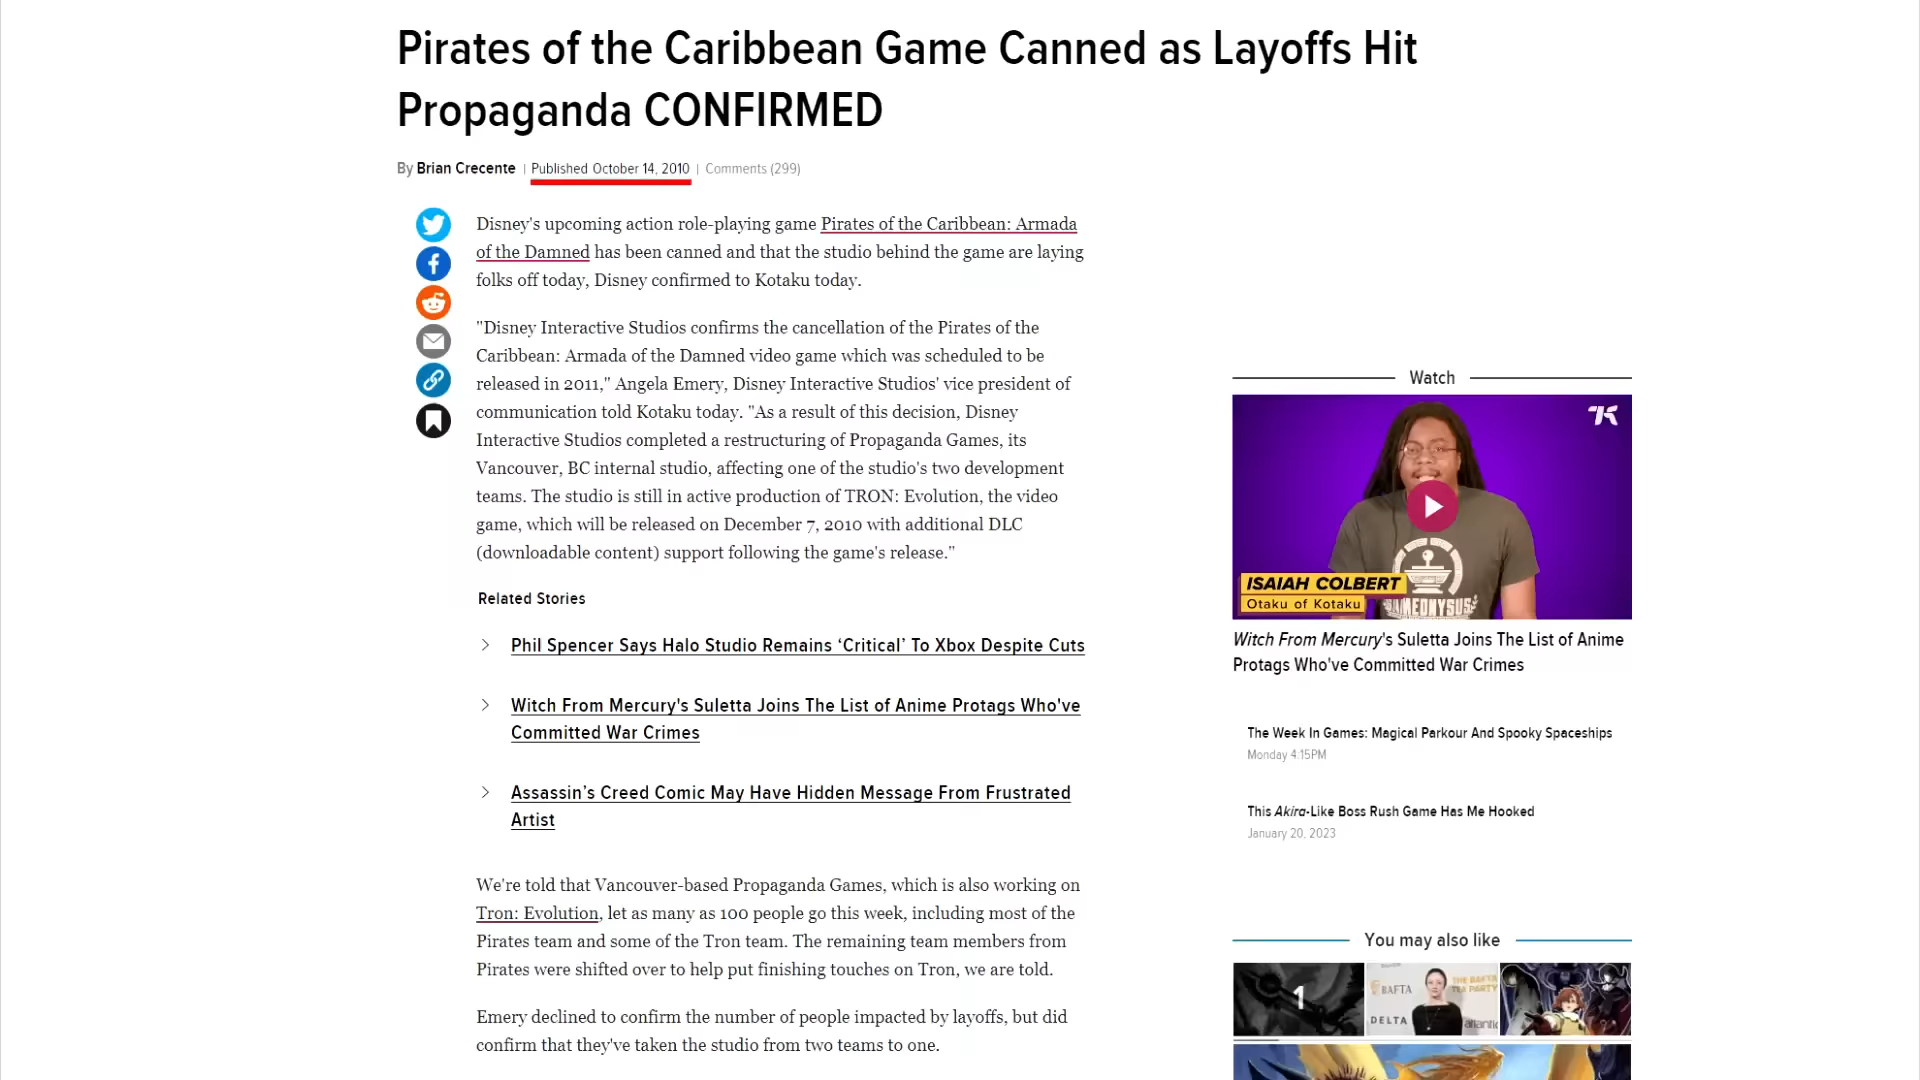 Pirates of the Caribbean Game Canned as Layoffs Hit
Propaganda CONFIRMED
By Brian Crecente | Published October 14, 2010 | Comments (299)
Disney's upcoming action role-playing game Pirates of the Caribbean: Armada
of the Damned has been canned and that the studio behind the game are laying
folks off today, Disney confirmed to Kotaku today.
"Disney Interactive Studios confirms the cancellation of the Pirates of the
Caribbean: Armada of the Damned video game which was scheduled to be
released in 2011," Angela Emery, Disney Interactive Studios' vice president of
communication told Kotaku today. "As a result of this decision, Disney
Interactive Studios completed a restructuring of Propaganda Games, its
Vancouver, BC internal studio, affecting one of the studio's two development
teams. The studio is still in active production of TRON: Evolution, the video
game, which will be released on December 7, 2010 with additional DLC
(downloadable content) support following the game's release."
Related Stories
Phil Spencer Says Halo Studio Remains ‘Critical’ To Xbox Despite Cuts
Witch From Mercury's Suletta Joins The List of Anime Protags Who've
Committed War Crimes
Assassin’s Creed Comic May Have Hidden Message From Frustrated
Artist
We're told that Vancouver-based Propaganda Games, which is also working on
Tron: Evolution, let as many as 100 people go this week, including most of the
Pirates team and some of the Tron team. The remaining team members from
Pirates were shifted over to help put finishing touches on Tron, we are told.
Emery declined to confirm the number of people impacted by layoffs, but did
confirm that they've taken the studio from two teams to one.
Watch
ISAIAH COLBERT
Otaku of Kotaku
Witch From Mercury's Suletta Joins The List of Anime
Protags Who've Committed War Crimes
The Week In Games: Magical Parkour And Spooky Spaceships
Monday 4:15PM
This Akira-Like Boss Rush Game Has Me Hooked
January 20, 2023
You may also like
1
BAFTA
THE BAFTA
TEA PARTY
DELTA